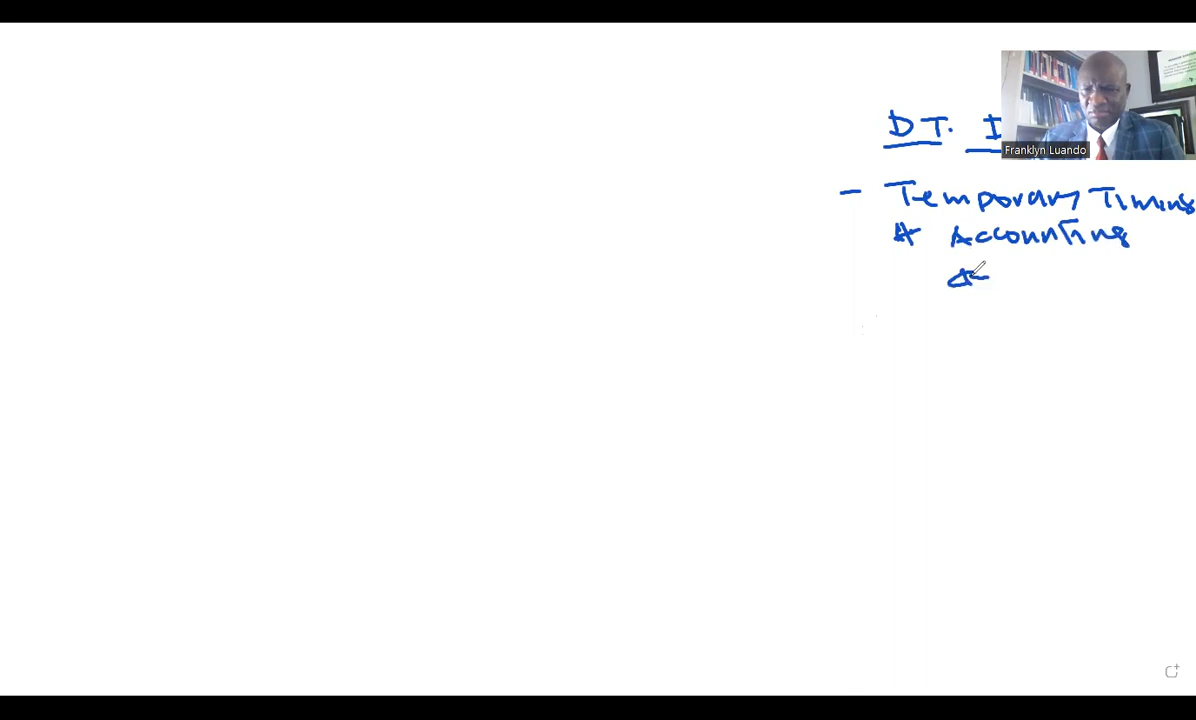 DT. I
Franklyn Luando
- Temporary Timing
* Accounting